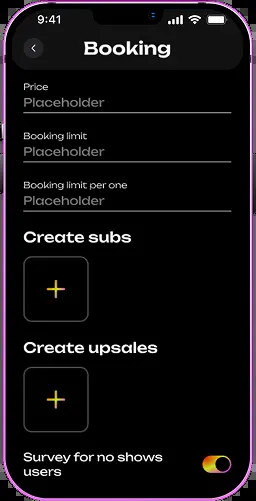 9:41
Booking
Price
Placeholder
Booking limit
Placeholder
Booking limit per one
Placeholder
Create subs
Create upsales
Survey for no shows
users